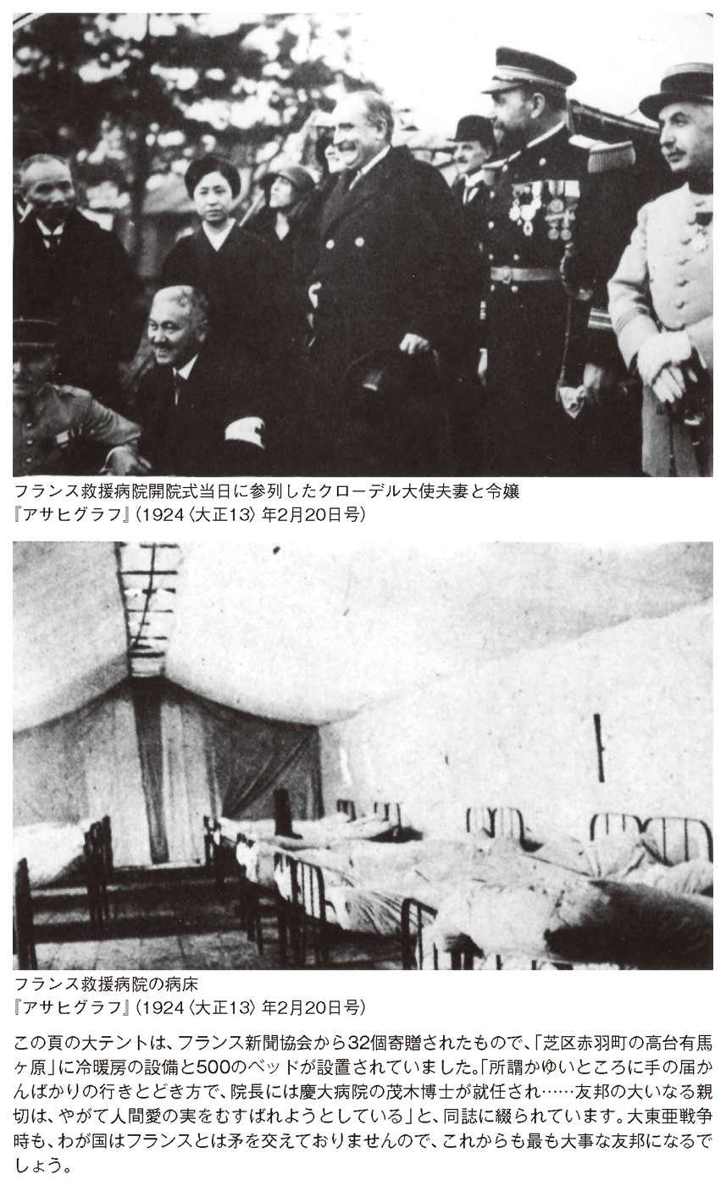 フランス救援病院開院式当日に参列したクローデル大使夫妻と令嬢
『アサヒグラフ』（1924〈大正13〉年2月20日号）
フランス救援病院の病床
『アサヒグラフ』（1924〈大正13〉年2月20日号）
この頁の大テントは、フランス新聞協会から32個寄贈されたもので、「芝区赤羽町の高台有馬
ヶ原」に冷暖房の設備と500のベッドが設置されていました。「所謂かゆいところに手の届か
んばかりの行きとどき方で、院長には慶大病院の茂木博士が就任され……友邦の大いなる親
切は、やがて人間愛の実をむすばれようとしている」と、同誌に綴られています。大東亜戦争
時も、わが国はフランスとは矛を交えておりませんので、これからも最も大事な友邦になるで
しょう。